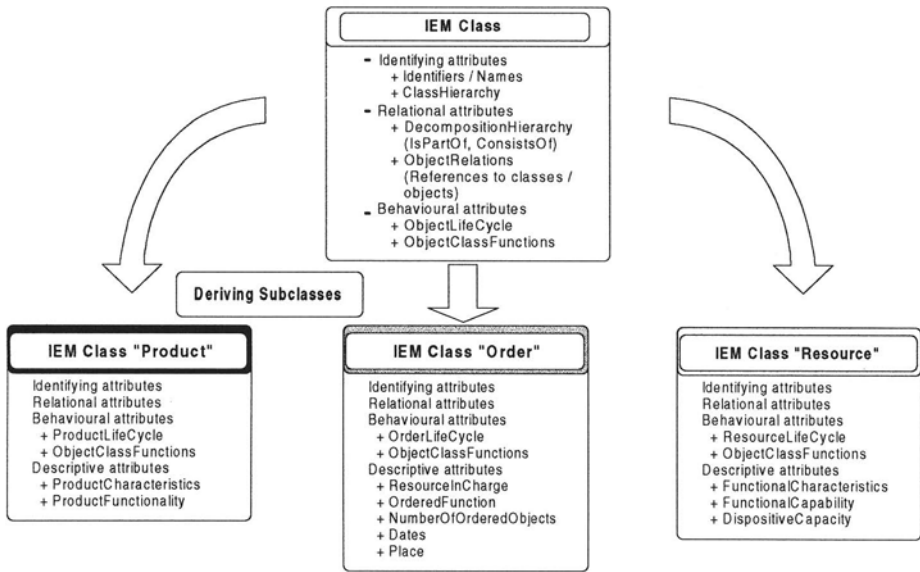 IEM Class
- Identifying attributes
+ Identifiers / Names
+ ClassHierarchy
- Relational attributes
+ DecompositionHierarchy
(IsPartOf, ConsistsOf)
+ ObjectRelations
(References to classes /
objects)
- Behavioural attributes
+ ObjectLifeCycle
+ ObjectClassFunctions
Deriving Subclasses
IEM Class "Product"
Identifying attributes
Relational attributes
Behavioural attributes
+ ProductLifeCycle
+ ObjectClassFunctions
Descriptive attributes
+ ProductCharacteristics
+ ProductFunctionality
IEM Class "Order"
Identifying attributes
Relational attributes
Behavioural attributes
+ OrderLifeCycle
+ ObjectClassFunctions
Descriptive attributes
+ ResourceInCharge
+ OrderedFunction
+ NumberOfOrderedObjects
+ Dates
+ Place
IEM Class "Resource"
Identifying attributes
Relational attributes
Behavioural attributes
+ ResourceLifeCycle
+ ObjectClassFunctions
Descriptive attributes
+ FunctionalCharacteristics
+ FunctionalCapability
+ DispositiveCapacity